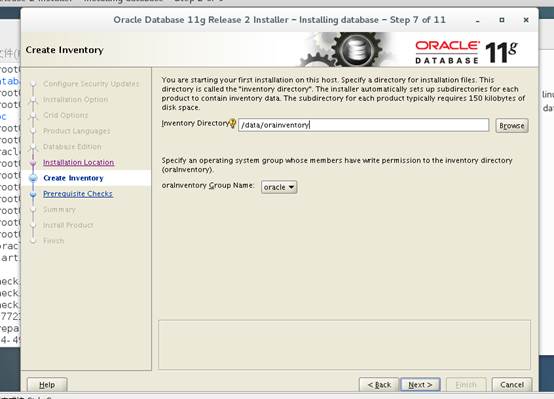 Oracle Database 11g Release 2 Installer - Installing database - Step 7 of 11
Create Inventory
ORACLE
DATABASE
11g
Configure Security Updates
Installation Option
Grid Options
Product Languages
Database Edition
Installation Location
Create Inventory
Prerequisite Checks
Summary
Install Product
Finish
You are starting your first installation on this host. Specify a directory for installation files. This
directory is called the "inventory directory". The installer automatically sets up subdirectories for each
product to contain inventory data. The subdirectory for each product typically requires 150 kilobytes of
disk space.
Inventory Directory:
/data/orainventory
Browse
Specify an operating system group whose members have write permission to the inventory directory
(oraInventory).
oraInventory Group Name:
oracle
Help
< Back
Next >
Finish
Cancel